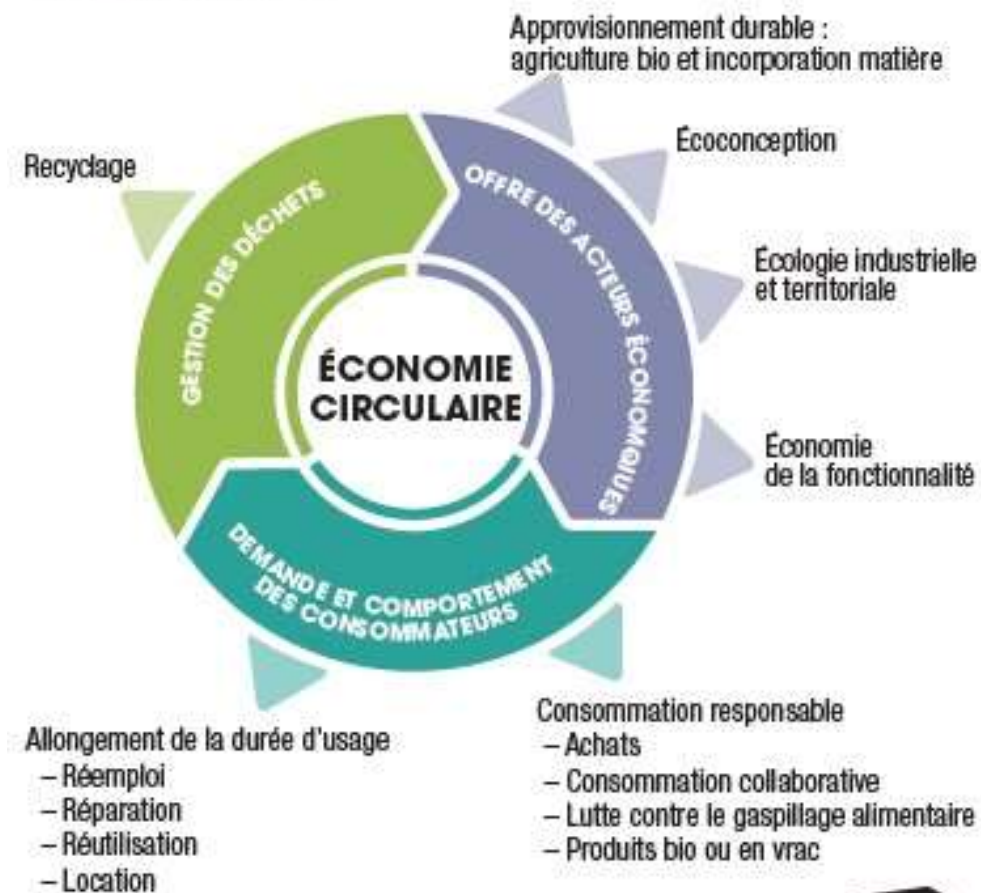 Approvisionnement durable :
agriculture bio et incorporation matière
Écoconception
Écologie industrielle
et territoriale
Économie
de la fonctionnalité
OFFRE DES ACTEURS ÉCONOMQIUES
Recyclage
GESTION DES DÉCHETS
ÉCONOMIE
CIRCULAIRE
DEMANDE ET COMPORTEMENT
DES CONSOMMATEURS
Consommation responsable
– Achats
– Consommation collaborative
– Lutte contre le gaspillage alimentaire
– Produits bio ou en vrac
Allongement de la durée d'usage
– Réemploi
– Réparation
– Réutilisation
– Location